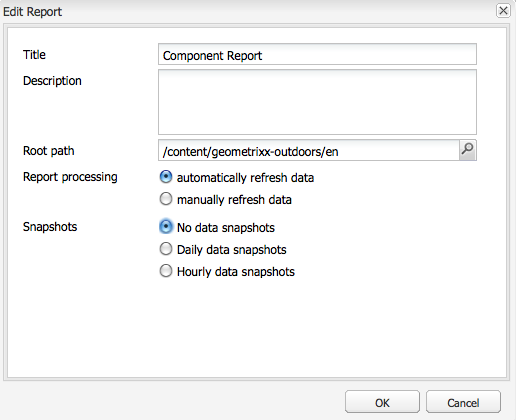 Edit Report
Title Component Report
Description
Root path /content/geometrixx-outdoors/en
Report processing automatically refresh data
manually refresh data
Snapshots No data snapshots
Daily data snapshots
Hourly data snapshots
OK Cancel